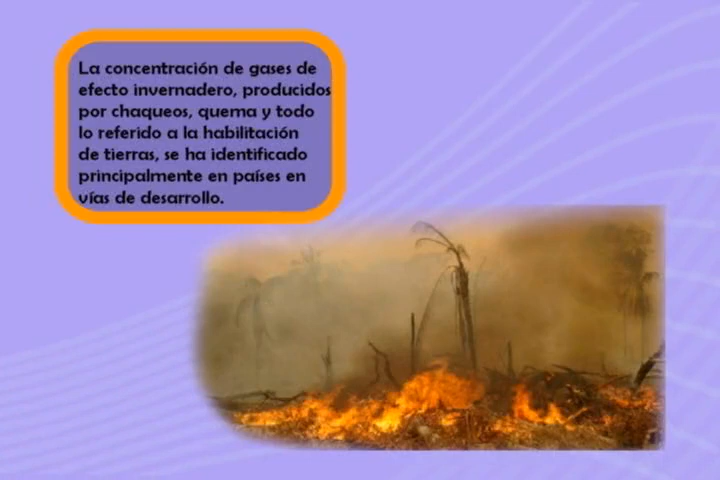 La concentración de gases de
efecto invernadero, producidos
por chaqueos, quema y todo
lo referido a la habilitación
de tierras, se ha identificado
principalmente en países en
vías de desarrollo.